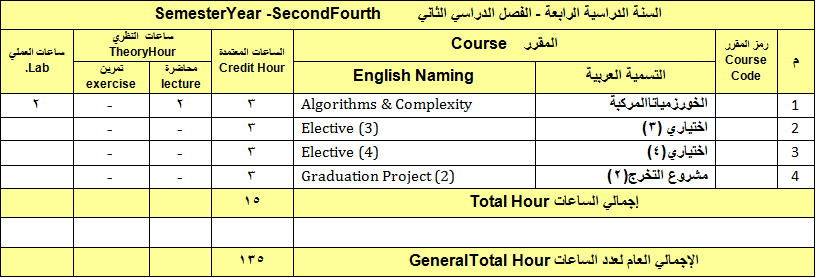 السنة الدراسية الرابعة - الفصل الدراسي الثاني SemesterYear -SecondFourth
م رمز المقرر Course Code المقرر Course الساعات المعتمدة Credit Hour ساعات النظري TheoryHour ساعات العملي Lab.
التسمية العربية English Naming محاضرة lecture تمرين exercise
1 الخورزمياتاالمركبة Algorithms & Complexity ٣ ٢ - ٢
2 اختياري (٣) Elective (3) ٣ - -
3 اختياري(٤) Elective (4) ٣ - -
4 مشروع التخرج(٢) Graduation Project (2) ٣ - -
إجمالي الساعات Total Hour ١٥
الإجمالي العام لعدد الساعات GeneralTotal Hour ١٣٥